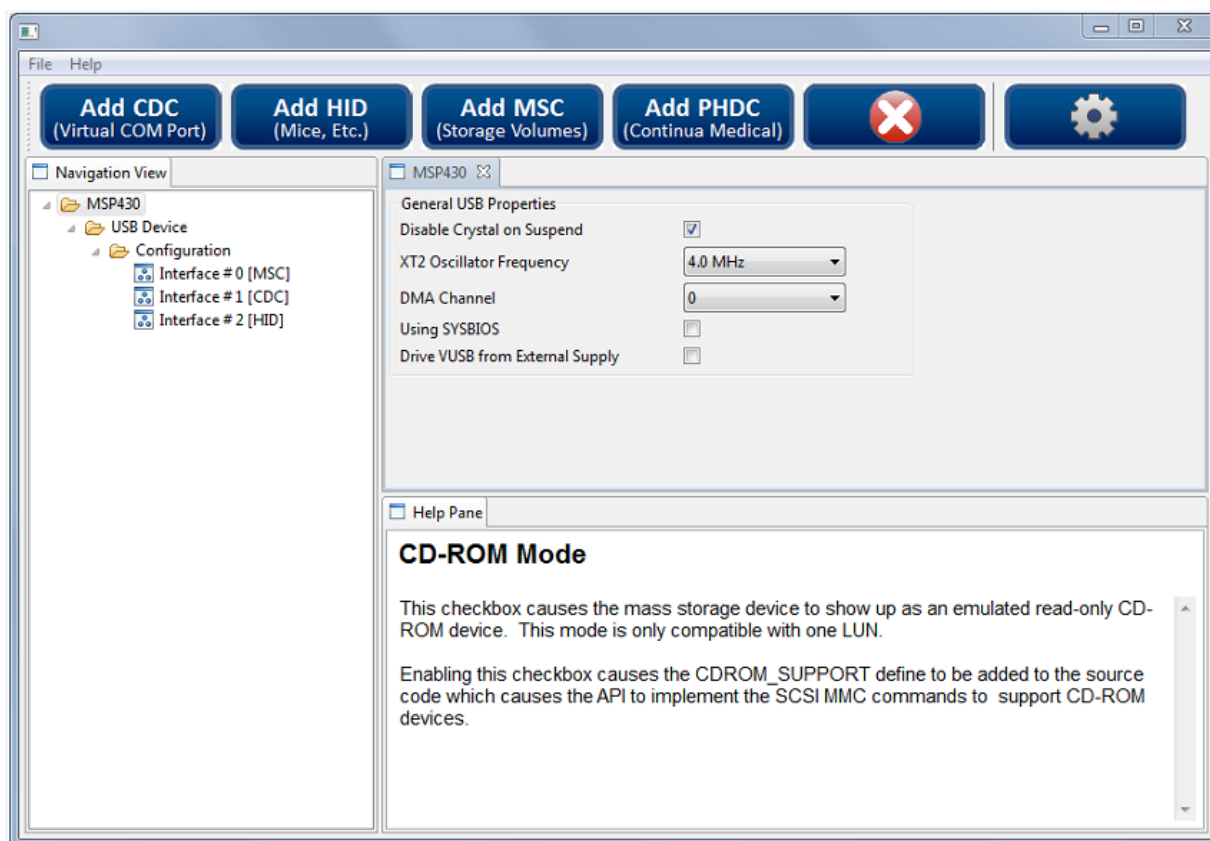 File Help
Add CDC
(Virtual COM Port)
Add HID
(Mice, Etc.)
Add MSC
(Storage Volumes)
Add PHDC
(Continua Medical)
Navigation View
MSP430
USB Device
Configuration
Interface # 0 [MSC]
Interface # 1 [CDC]
Interface # 2 [HID]
MSP430
General USB Properties
Disable Crystal on Suspend
XT2 Oscillator Frequency 4.0 MHz
DMA Channel 0
Using SYSBIOS
Drive VUSB from External Supply
Help Pane
CD-ROM Mode
This checkbox causes the mass storage device to show up as an emulated read-only CD-
ROM device. This mode is only compatible with one LUN.
Enabling this checkbox causes the CDROM_SUPPORT define to be added to the source
code which causes the API to implement the SCSI MMC commands to support CD-ROM
devices.